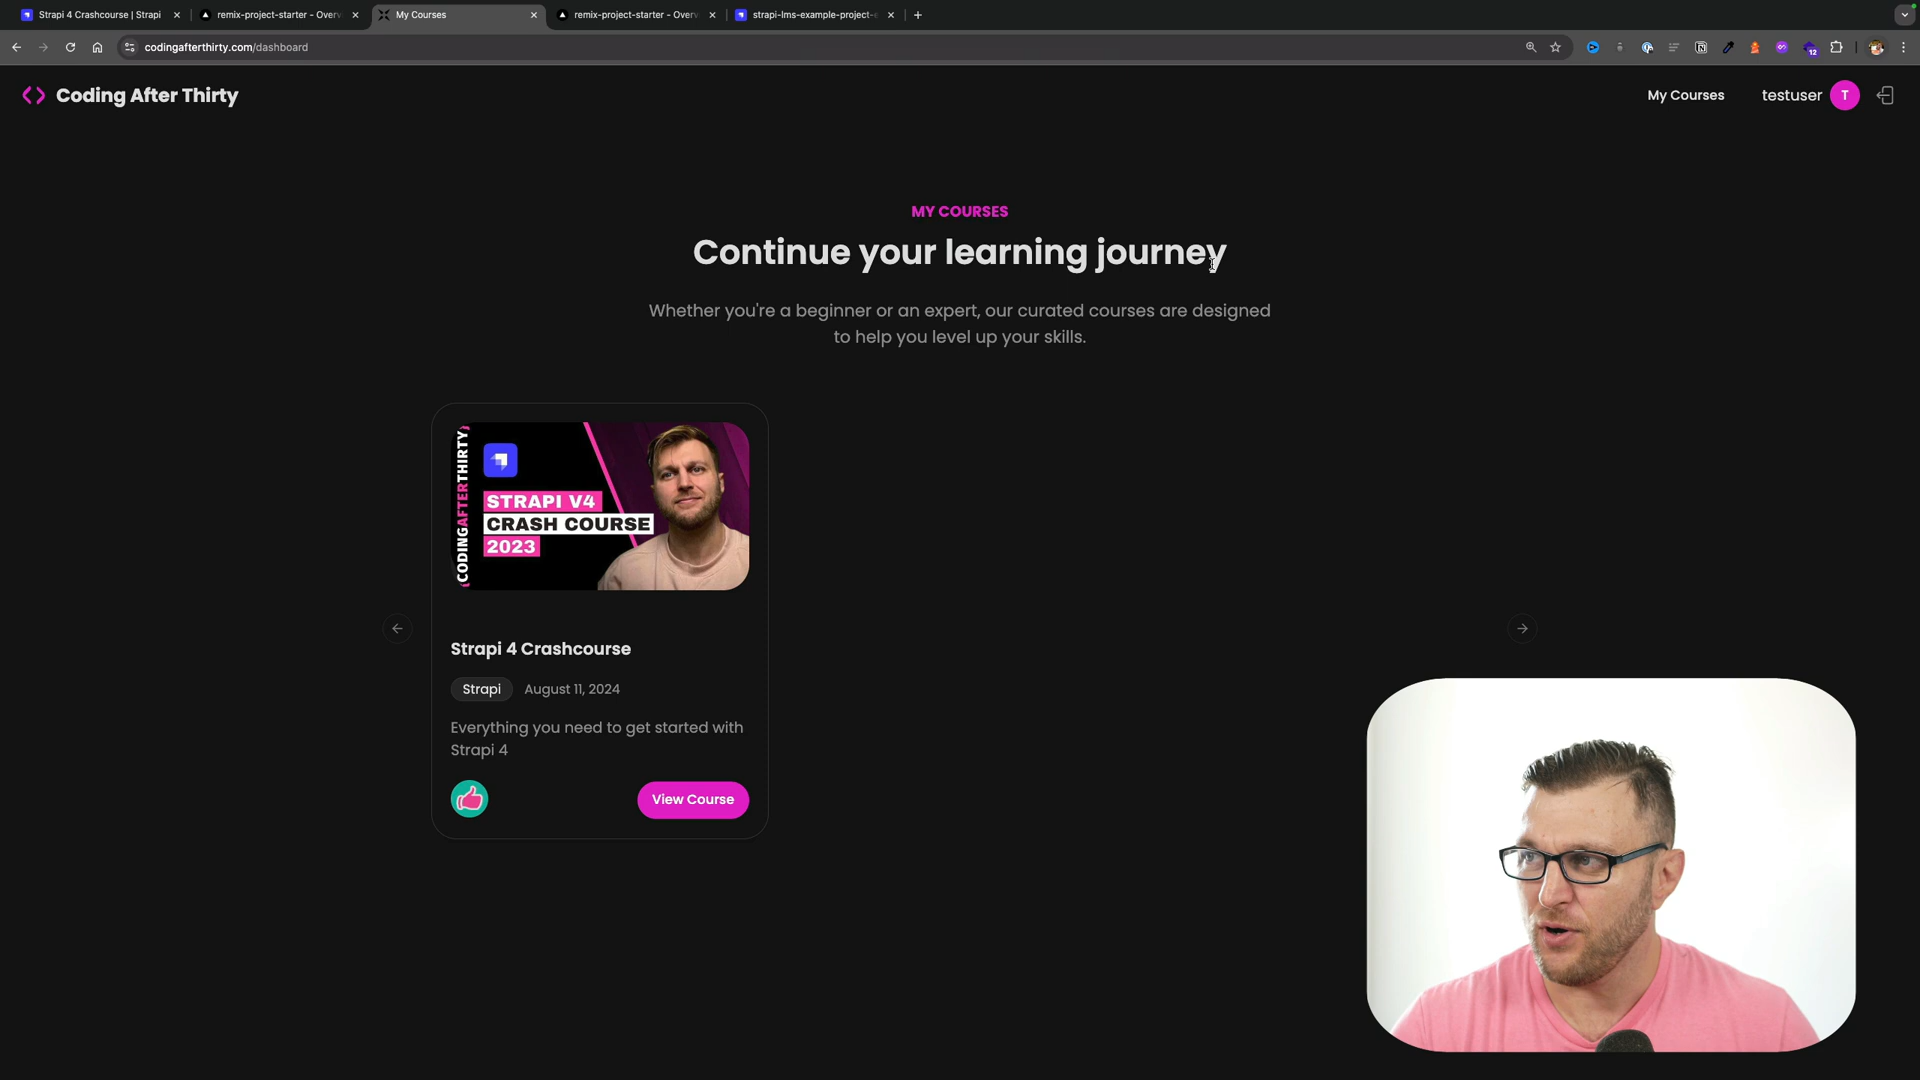 Strapi 4 Crashcourse | Strapi
remix-project-starter - Overv
My Courses
remix-project-starter - Overv
strapi-lms-example-project-e
codingafterthirty.com/dashboard
12
Coding After Thirty
My Courses
testuser
T
MY COURSES
Continue your learning journey
Whether you're a beginner or an expert, our curated courses are designed
to help you level up your skills.
CODINGAFTERTHIRTY
STRAPI V4
CRASH COURSE
2023
Strapi 4 Crashcourse
Strapi
August 11, 2024
Everything you need to get started with
Strapi 4
View Course